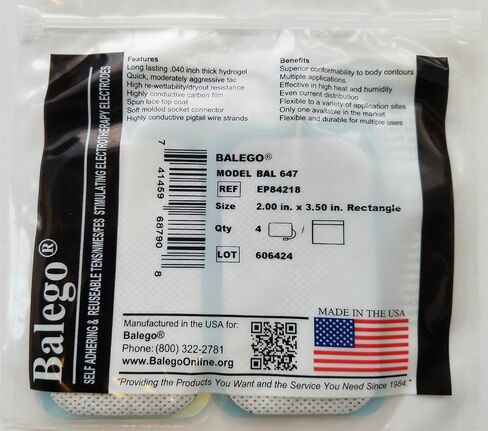 Features
Long lasting .040 inch thick hydrogel
Quick, moderately aggressive tac
High re-wettability/dryout resistance
Highly conductive carbon film
Spun lace top coat
Soft molded socket connector
Highly conductive pigtail wire strands
Benefits
Superior conformability to body contours
Multiple applications.
Effective in high heat and humidity
Even current distribution
Flexible to a variety of application sites
Only one available in the market
Flexible and durable for multiple uses
Balego®
SELF ADHERING & REUSEABLE TENS/NMES/FES STIMULATING ELECTROTHERAPY ELECTRODES
7 41459 68790 8
BALEGO®
MODEL BAL 647
REF EP84218
Size 2.00 in. x 3.50 in. Rectangle
Qty 4
LOT 606424
Manufactured in the USA for:
Balego®
Phone: (800) 322-2781
www.BalegoOnline.org
MADE IN THE USA
"Providing the Products You Want and the Service You Need Since 1984."